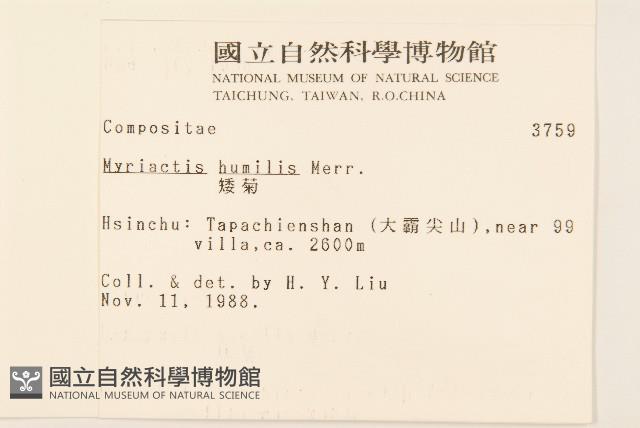 國立自然科學博物館
NATIONAL MUSEUM OF NATURAL SCIENCE
TAICHUNG, TAIWAN, R.O.CHINA
Compositae 3759
Myriactis humilis Merr.
矮菊
Hsinchu: Tapachienshan (大霸尖山),near 99
villa,ca. 2600m
Coll. & det. by H. Y. Liu
Nov. 11, 1988.
國立自然科學博物館
NATIONAL MUSEUM OF NATURAL SCIENCE